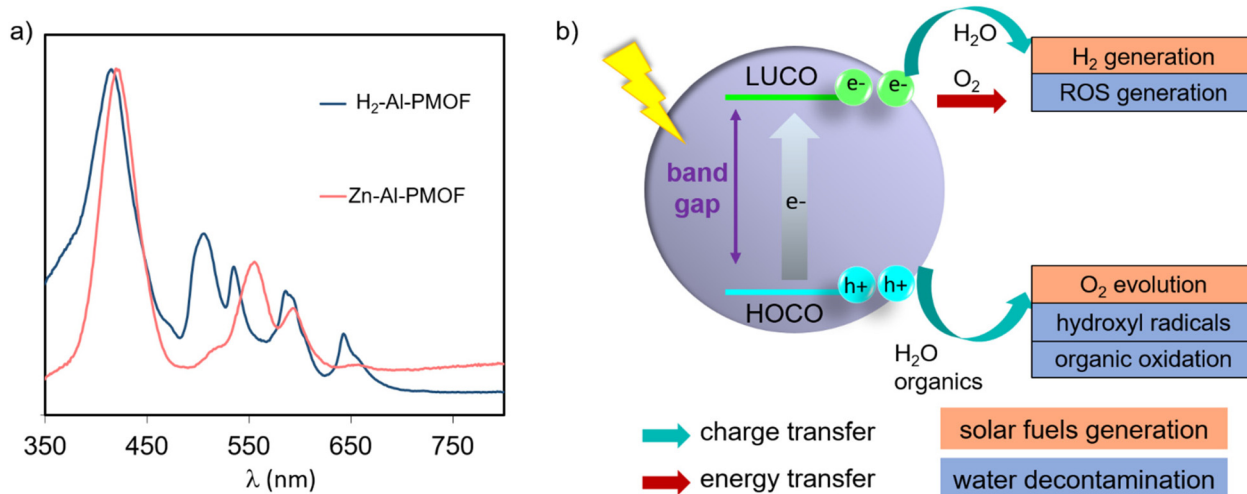 a)
H₂-Al-PMOF
Zn-Al-PMOF
350 450 550 650 750
λ (nm)
b)
LUCO
e- e-
H₂O
O₂
H₂ generation
ROS generation
band
gap
e-
h+ h+
HOCO
H₂O
organics
O₂ evolution
hydroxyl radicals
organic oxidation
charge transfer
energy transfer
solar fuels generation
water decontamination